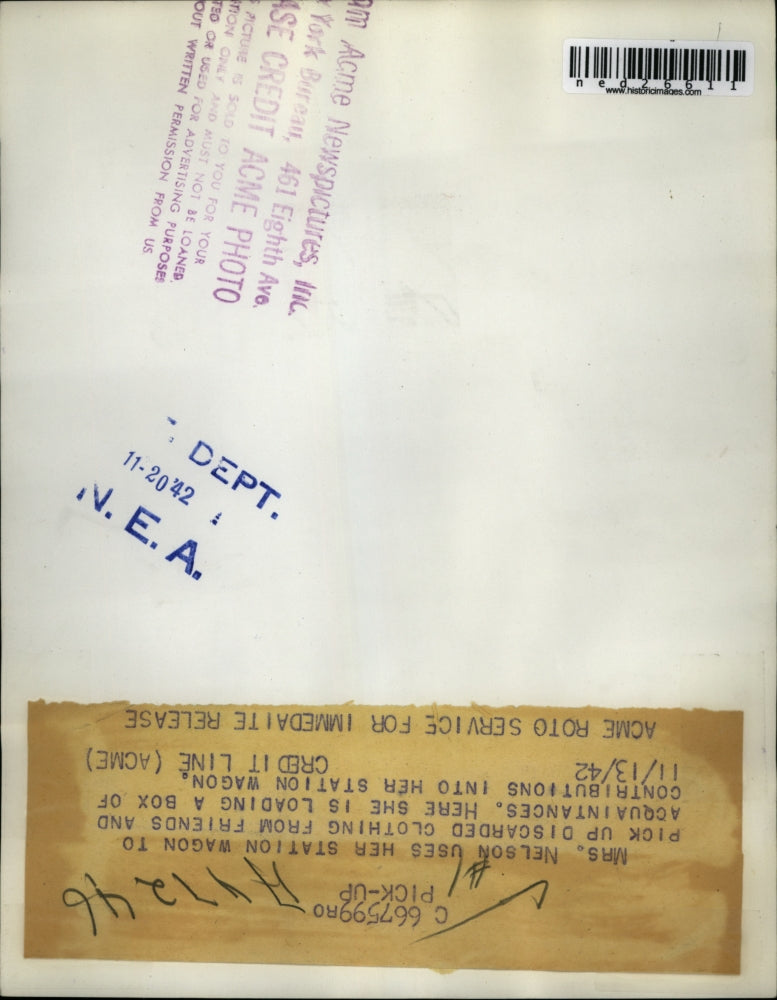 om Acme Newspictures, Inc.
York Bureau, 461 Eighth Ave.
ASE CREDIT ACME PHOTO
PICTURE IS SOLD TO YOU FOR YOUR
ITION ONLY AND MUST NOT BE LOANED
TED OR USED FOR ADVERTISING PURPOSES
OUT WRITTEN PERMISSION FROM US
ned26611
www.historicimages.com
DEPT.
11-20'42
N.E.A.
C 667599RO
PICK-UP
#1
MRS. NELSON USES HER STATION WAGON TO
PICK UP DISCARDED CLOTHING FROM FRIENDS AND
ACQUAINTANCES. HERE SHE IS LOADING A BOX OF
CONTRIBUTIONS INTO HER STATION WAGON.
11/13/42 CREDIT LINE (ACME)
ACME ROTO SERVICE FOR IMMEDAITE RELEASE